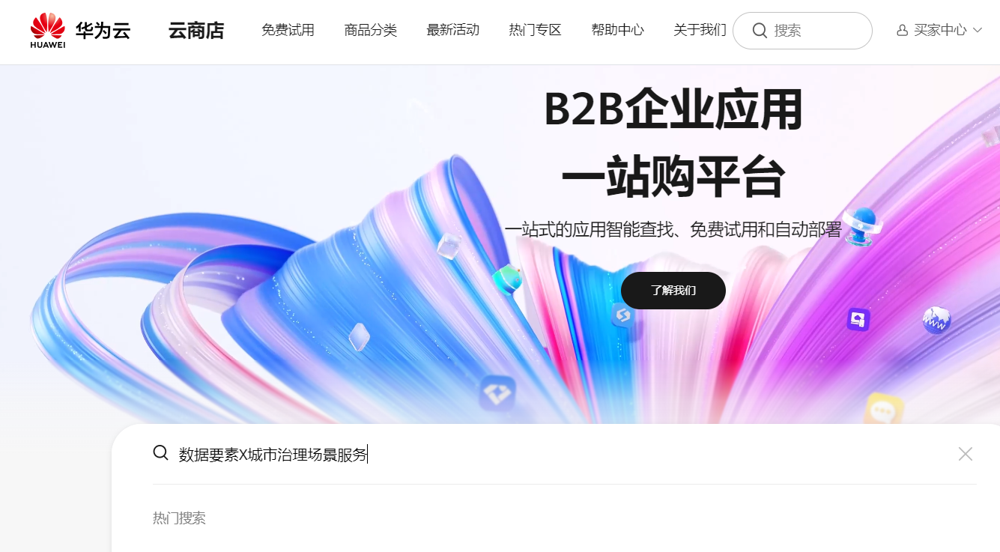 HUAWEI
华为云
云商店
免费试用
商品分类
最新活动
热门专区
帮助中心
关于我们
搜索
买家中心
B2B企业应用
一站购平台
一站式的应用智能查找、免费试用和自动部署
了解我们
数据要素X城市治理场景服务
热门搜索